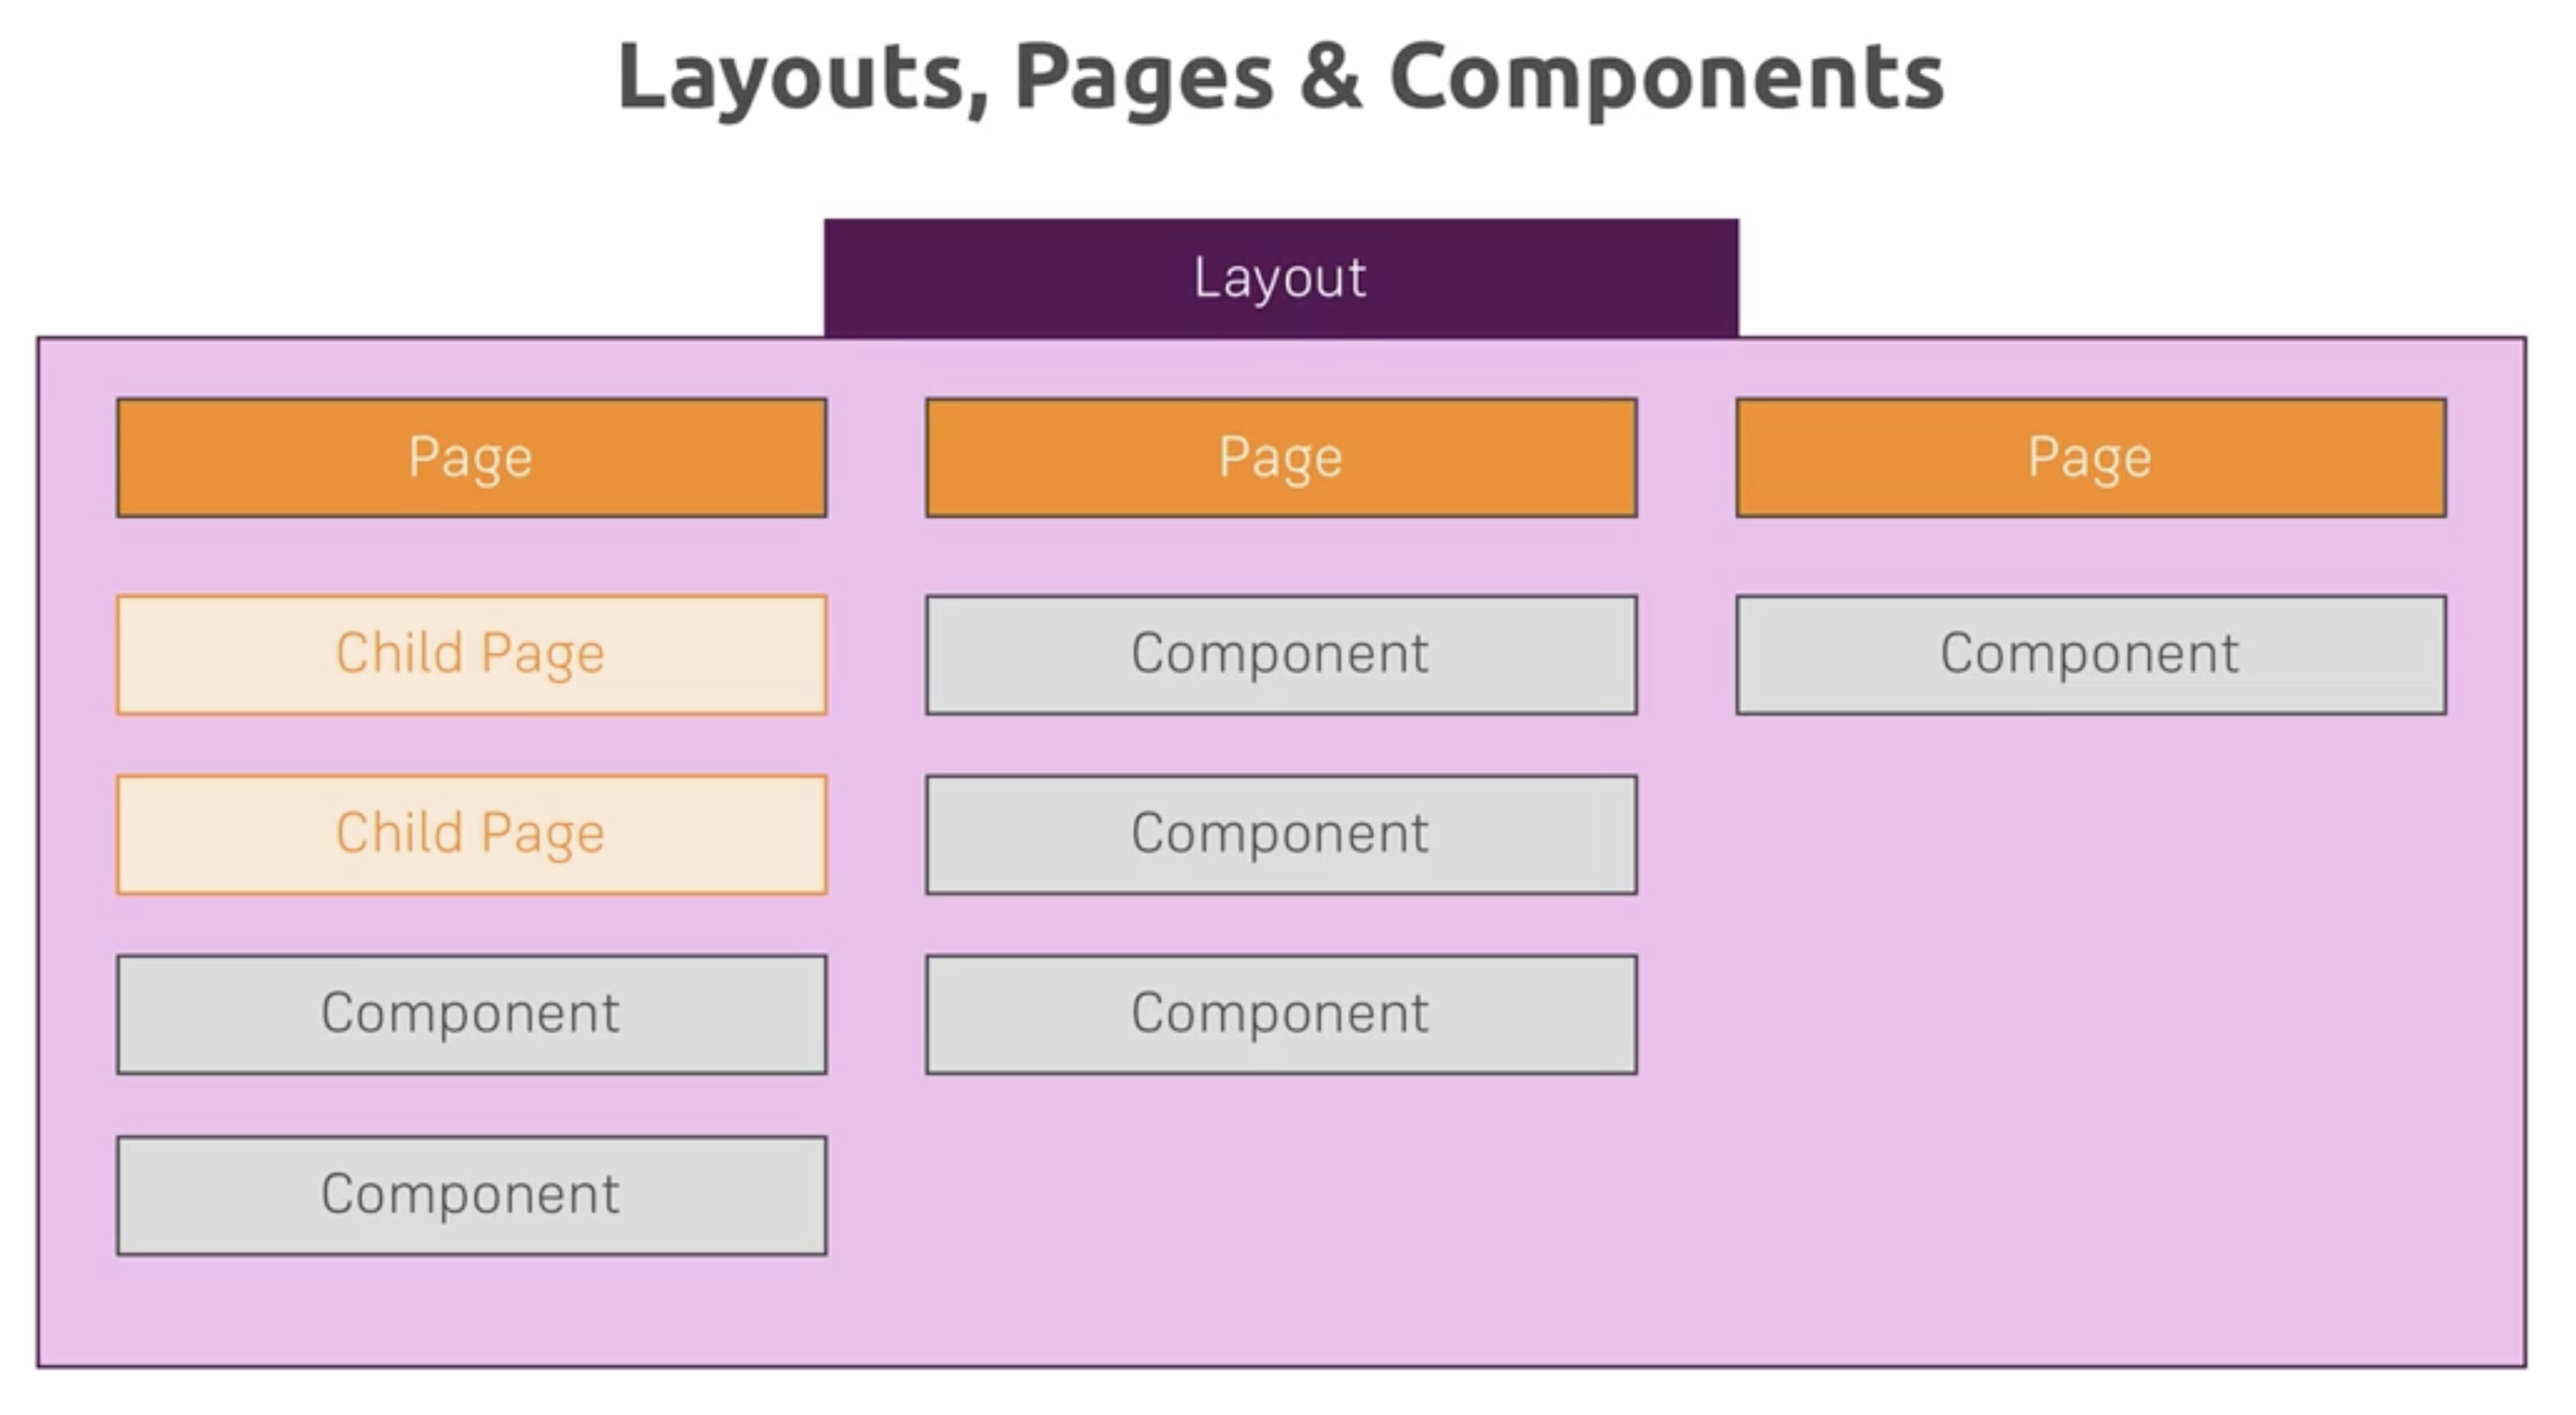 Layouts, Pages & Components
Layout
Page
Page
Page
Child Page
Component
Component
Child Page
Component
Component
Component
Component